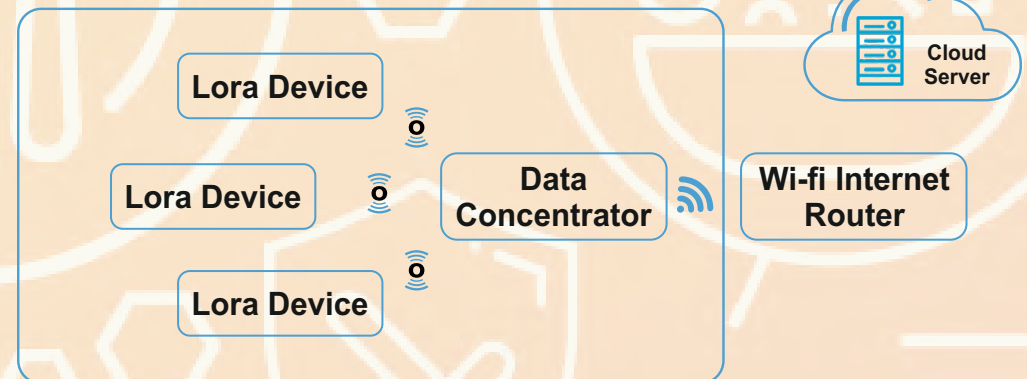 Cloud
Server
Lora Device
o
Lora Device
o
Data
Concentrator
Wi-fi Internet
Router
o
Lora Device